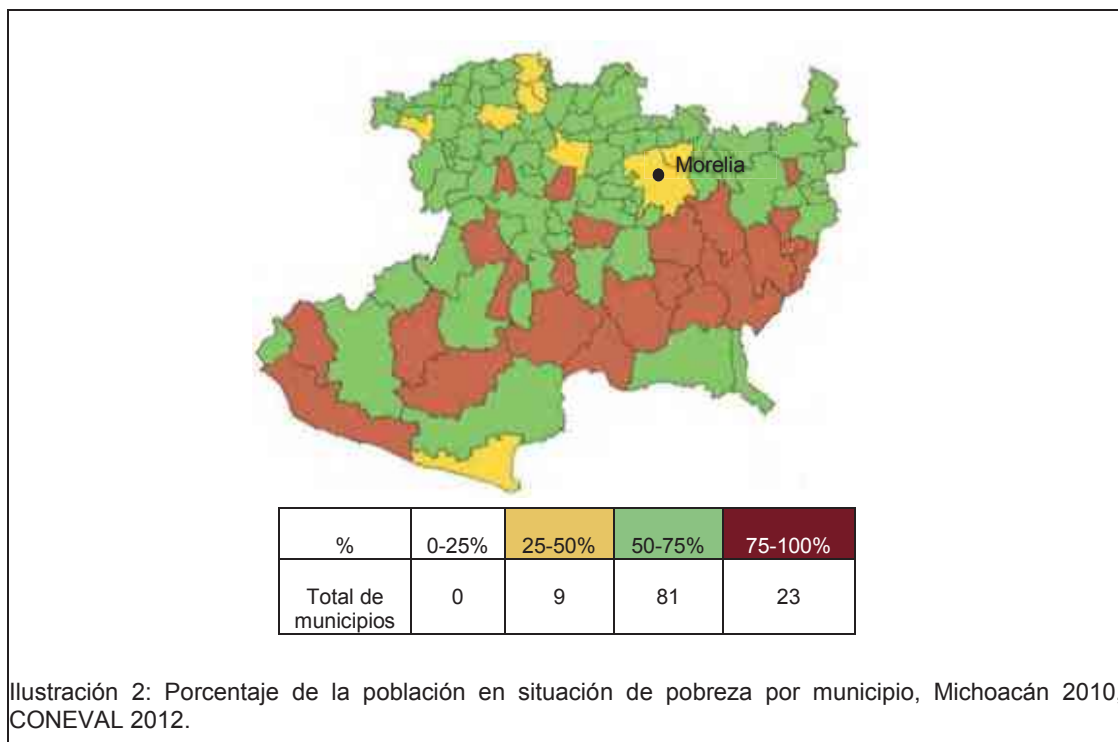 Morelia
% 0-25% 25-50% 50-75% 75-100%
Total de
municipios 0 9 81 23
Ilustración 2: Porcentaje de la población en situación de pobreza por municipio, Michoacán 2010,
CONEVAL 2012.